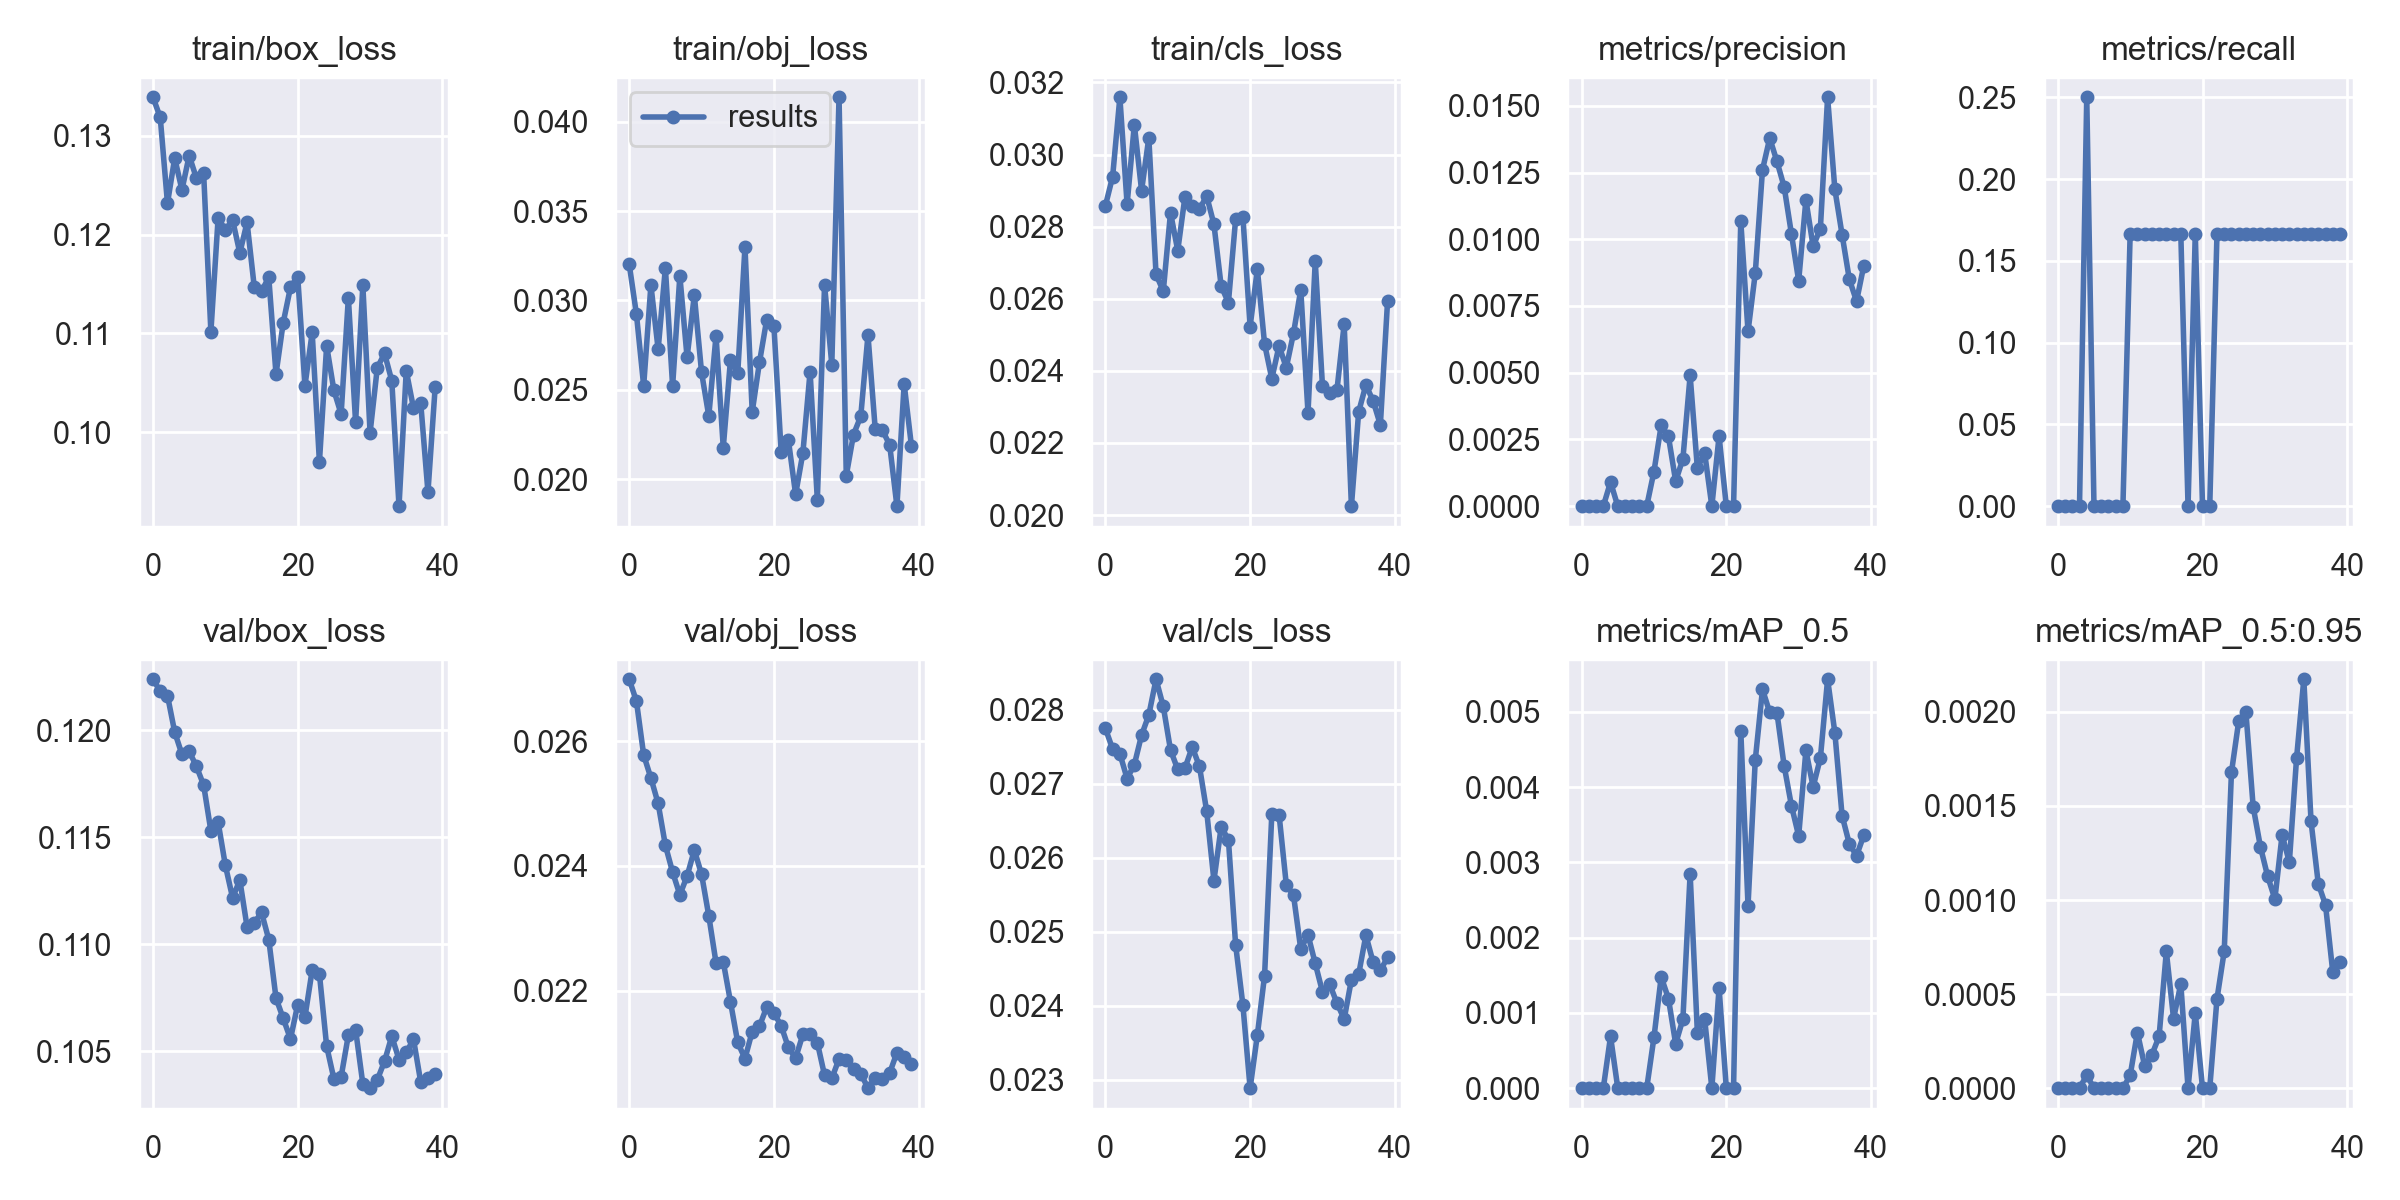 train/box_loss
train/obj_loss
train/cls_loss
metrics/precision
metrics/recall
0.13
0.12
0.11
0.10
0 20 40
results
0.040
0.035
0.030
0.025
0.020
0 20 40
0.032
0.030
0.028
0.026
0.024
0.022
0.020
0 20 40
0.0150
0.0125
0.0100
0.0075
0.0050
0.0025
0.0000
0 20 40
0.25
0.20
0.15
0.10
0.05
0.00
0 20 40
val/box_loss
val/obj_loss
val/cls_loss
metrics/mAP_0.5
metrics/mAP_0.5:0.95
0.120
0.115
0.110
0.105
0 20 40
0.026
0.024
0.022
0 20 40
0.028
0.027
0.026
0.025
0.024
0.023
0 20 40
0.005
0.004
0.003
0.002
0.001
0.000
0 20 40
0.0020
0.0015
0.0010
0.0005
0.0000
0 20 40